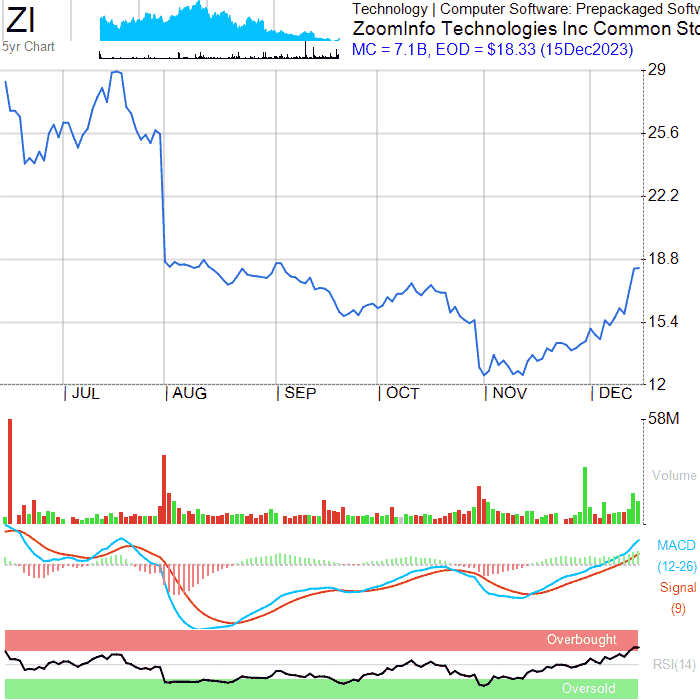 ZI
5yr Chart
Technology | Computer Software: Prepackaged Softw
ZoomInfo Technologies Inc Common Sto
MC = 7.1B, EOD = $18.33 (15Dec2023)
29
25.6
22.2
18.8
15.4
12
JUL AUG SEP OCT NOV DEC
58M
Volume
MACD
(12-26)
Signal
(9)
Overbought
RSI(14)
Oversold